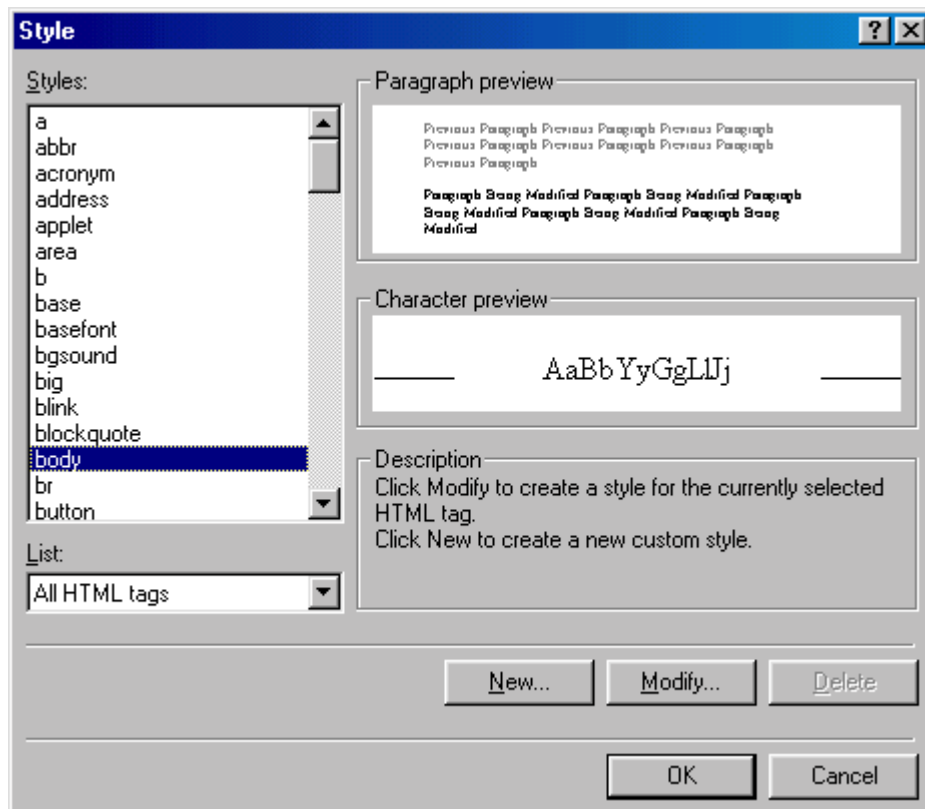 Style
Styles:
a
abbr
acronym
address
applet
area
b
base
basefont
bgsound
big
blink
blockquote
body
br
button
List:
All HTML tags
Paragraph preview
Previous Paragraph Previous Paragraph Previous Paragraph
Previous Paragraph Previous Paragraph Previous Paragraph
Previous Paragraph
Paragraph Being Modified Paragraph Being Modified Paragraph
Being Modified Paragraph Being Modified Paragraph Being
Modified
Character preview
AaBbYyGgLlJj
Description
Click Modify to create a style for the currently selected
HTML tag.
Click New to create a new custom style.
New...
Modify...
Delete
OK
Cancel